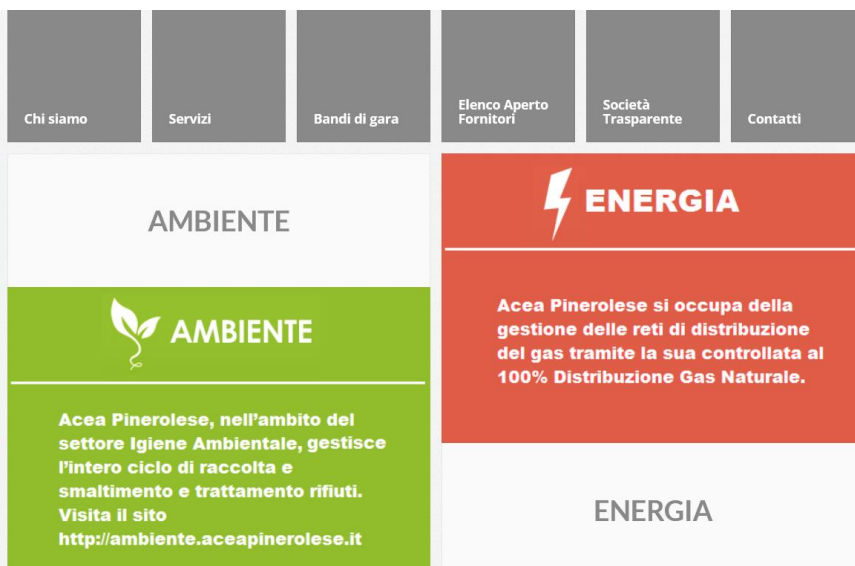 Chi siamo
Servizi
Bandi di gara
Elenco Aperto
Fornitori
Società
Trasparente
Contatti
AMBIENTE
AMBIENTE
Acea Pinerolese, nell'ambito del
settore Igiene Ambientale, gestisce
l'intero ciclo di raccolta e
smaltimento e trattamento rifiuti.
Visita il sito
http://ambiente.aceapinerolese.it
ENERGIA
Acea Pinerolese si occupa della
gestione delle reti di distribuzione
del gas tramite la sua controllata al
100% Distribuzione Gas Naturale.
ENERGIA